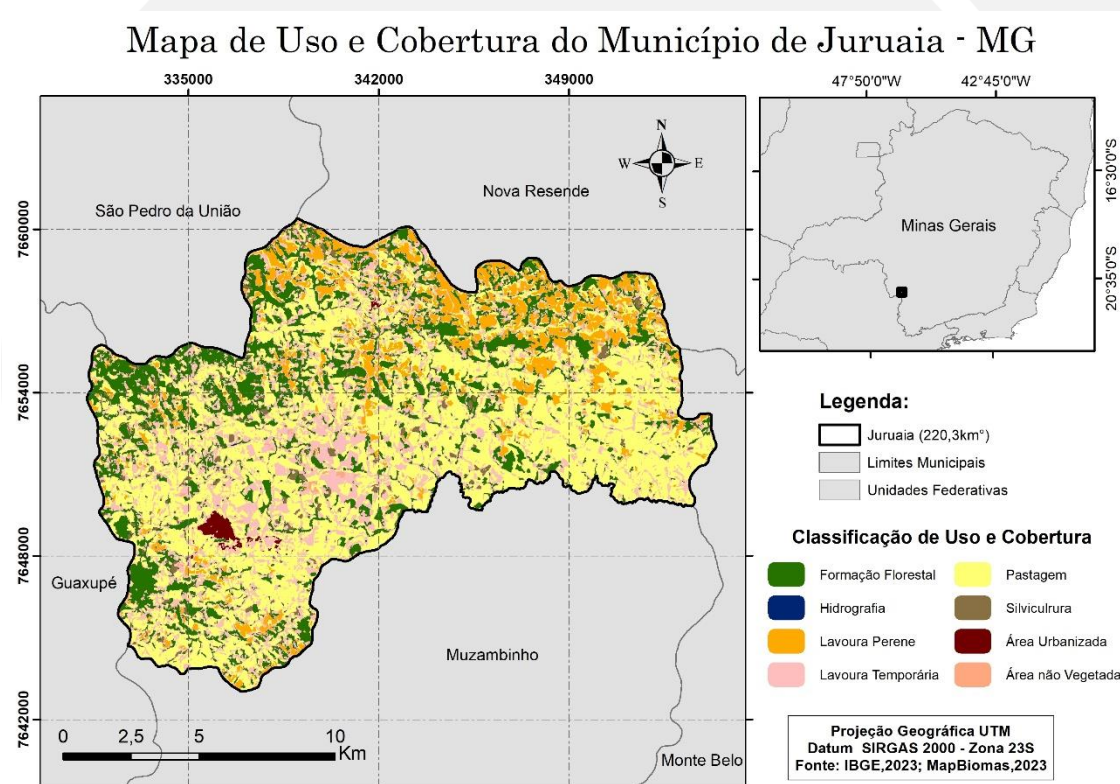 Mapa de Uso e Cobertura do Município de Juruaia - MG
335000
342000
349000
47°50'0"W
42°45'0"W
N
W
E
S
Nova Resende
São Pedro da União
7660000
7654000
7648000
7642000
Guaxupé
Muzambinho
Monte Belo
0
2,5
5
10
Km
16°30'0"S
20°35'0"S
Minas Gerais
Legenda:
Juruaia (220,3km°)
Limites Municipais
Unidades Federativas
Classificação de Uso e Cobertura
Formação Florestal
Pastagem
Hidrografia
Silvicultura
Lavoura Perene
Área Urbanizada
Lavoura Temporária
Área não Vegetada
Projeção Geográfica UTM
Datum SIRGAS 2000 - Zona 23S
Fonte: IBGE,2023; MapBiomas,2023